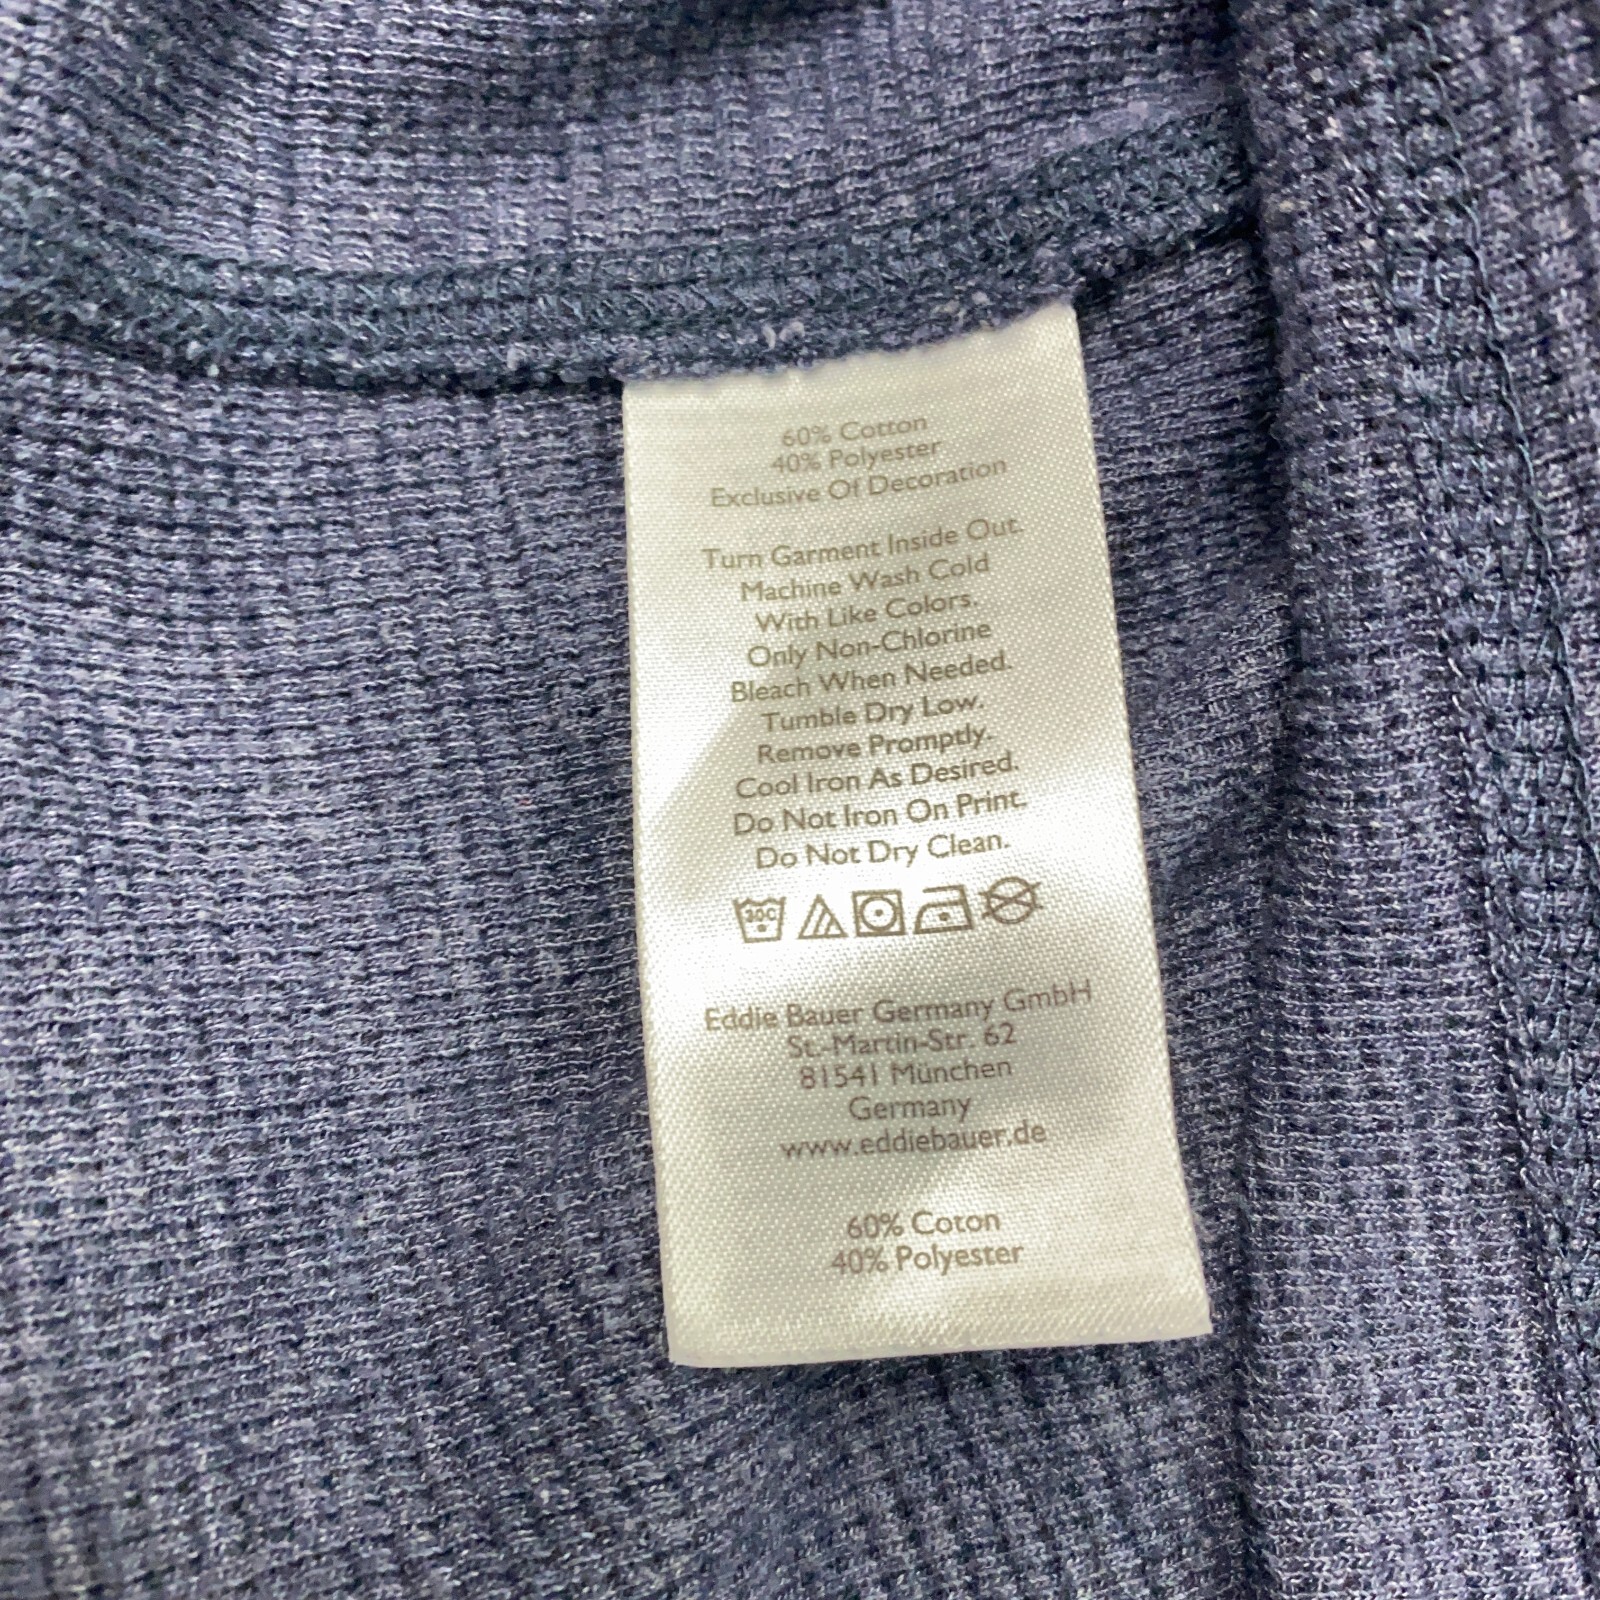 60% Cotton
40% Polyester
Exclusive Of Decoration
Turn Garment Inside Out.
Machine Wash Cold
With Like Colors.
Only Non-Chlorine
Bleach When Needed.
Tumble Dry Low.
Remove Promptly.
Cool Iron As Desired.
Do Not Iron On Print.
Do Not Dry Clean.
30C
Eddie Bauer Germany GmbH
St.-Martin-Str. 62
81541 München
Germany
www.eddiebauer.de
60% Coton
40% Polyester